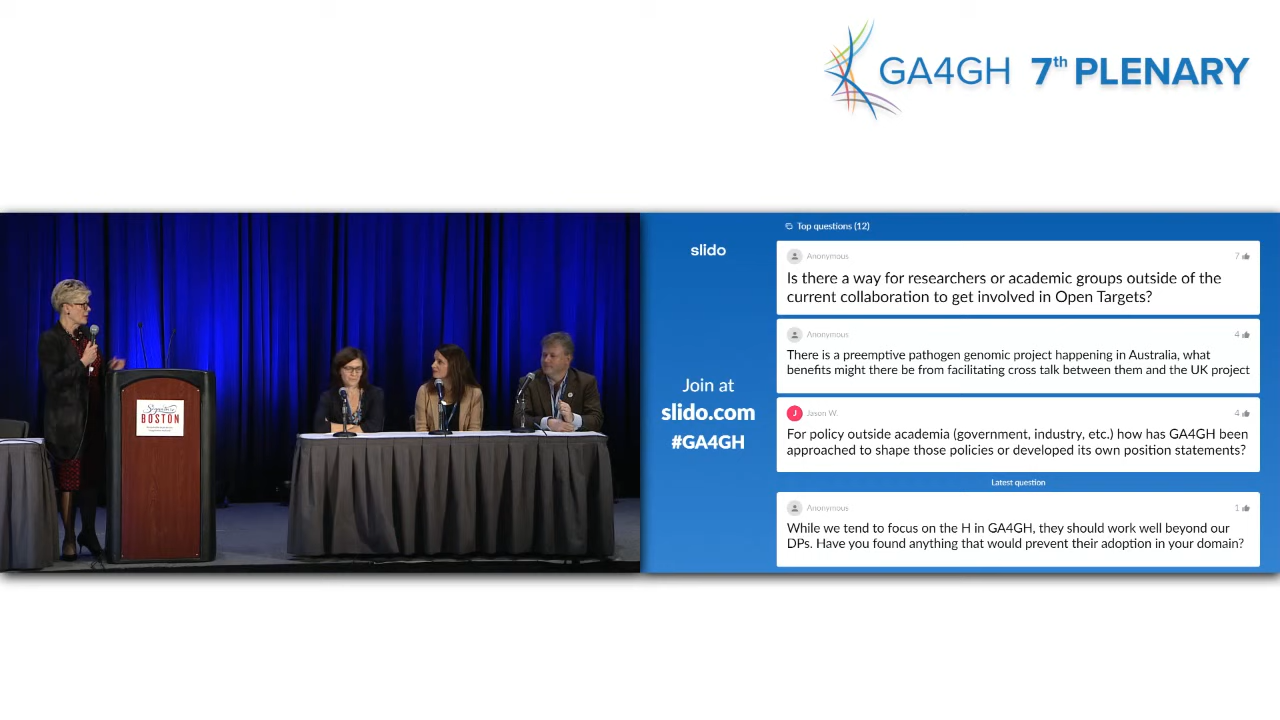 GA4GH 7th PLENARY
Signature
BOSTON
slido
Join at
slido.com
#GA4GH
Top questions (12)
Anonymous 7
Is there a way for researchers or academic groups outside of the
current collaboration to get involved in Open Targets?
Anonymous 4
There is a preemptive pathogen genomic project happening in Australia, what
benefits might there be from facilitating cross talk between them and the UK project
J Jason W. 4
For policy outside academia (government, industry, etc.) how has GA4GH been
approached to shape those policies or developed its own position statements?
Latest question
Anonymous 1
While we tend to focus on the H in GA4GH, they should work well beyond our
DPs. Have you found anything that would prevent their adoption in your domain?